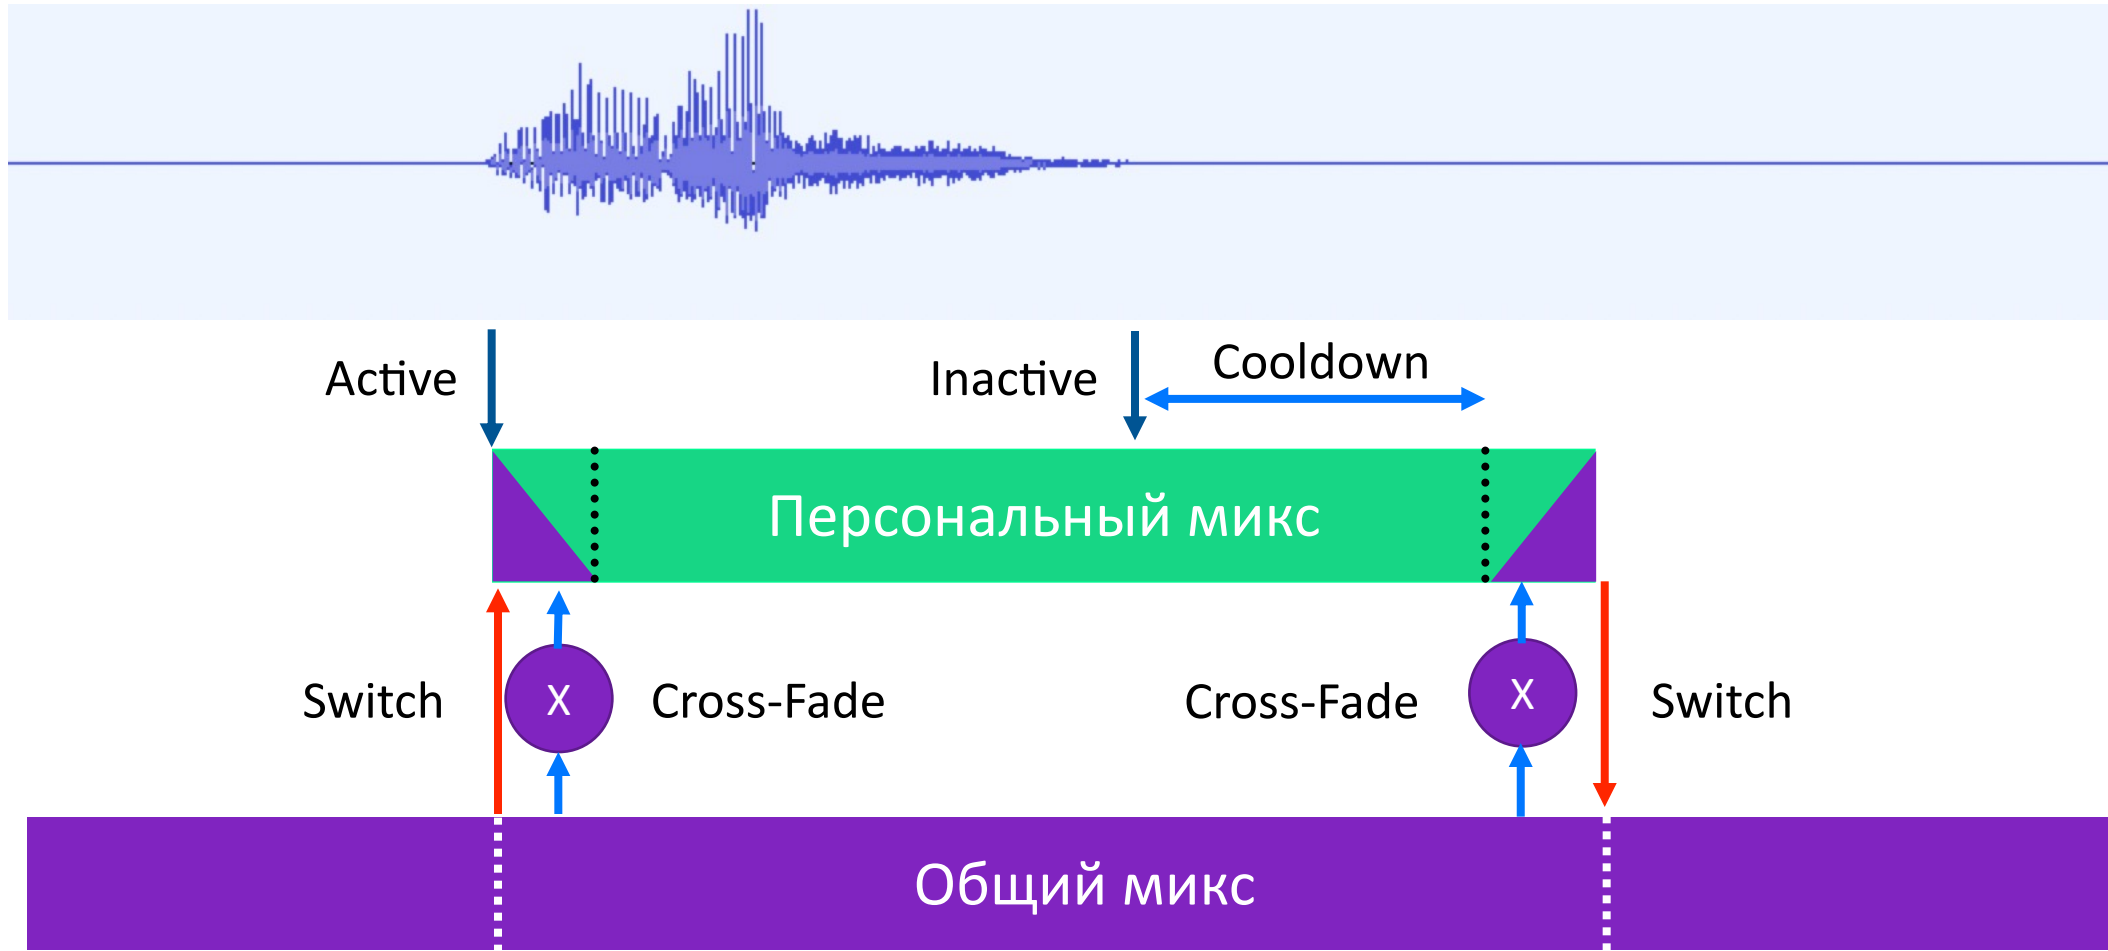 Active
Inactive
Cooldown
Персональный микс
Switch
X
Cross-Fade
Cross-Fade
X
Switch
Общий микс